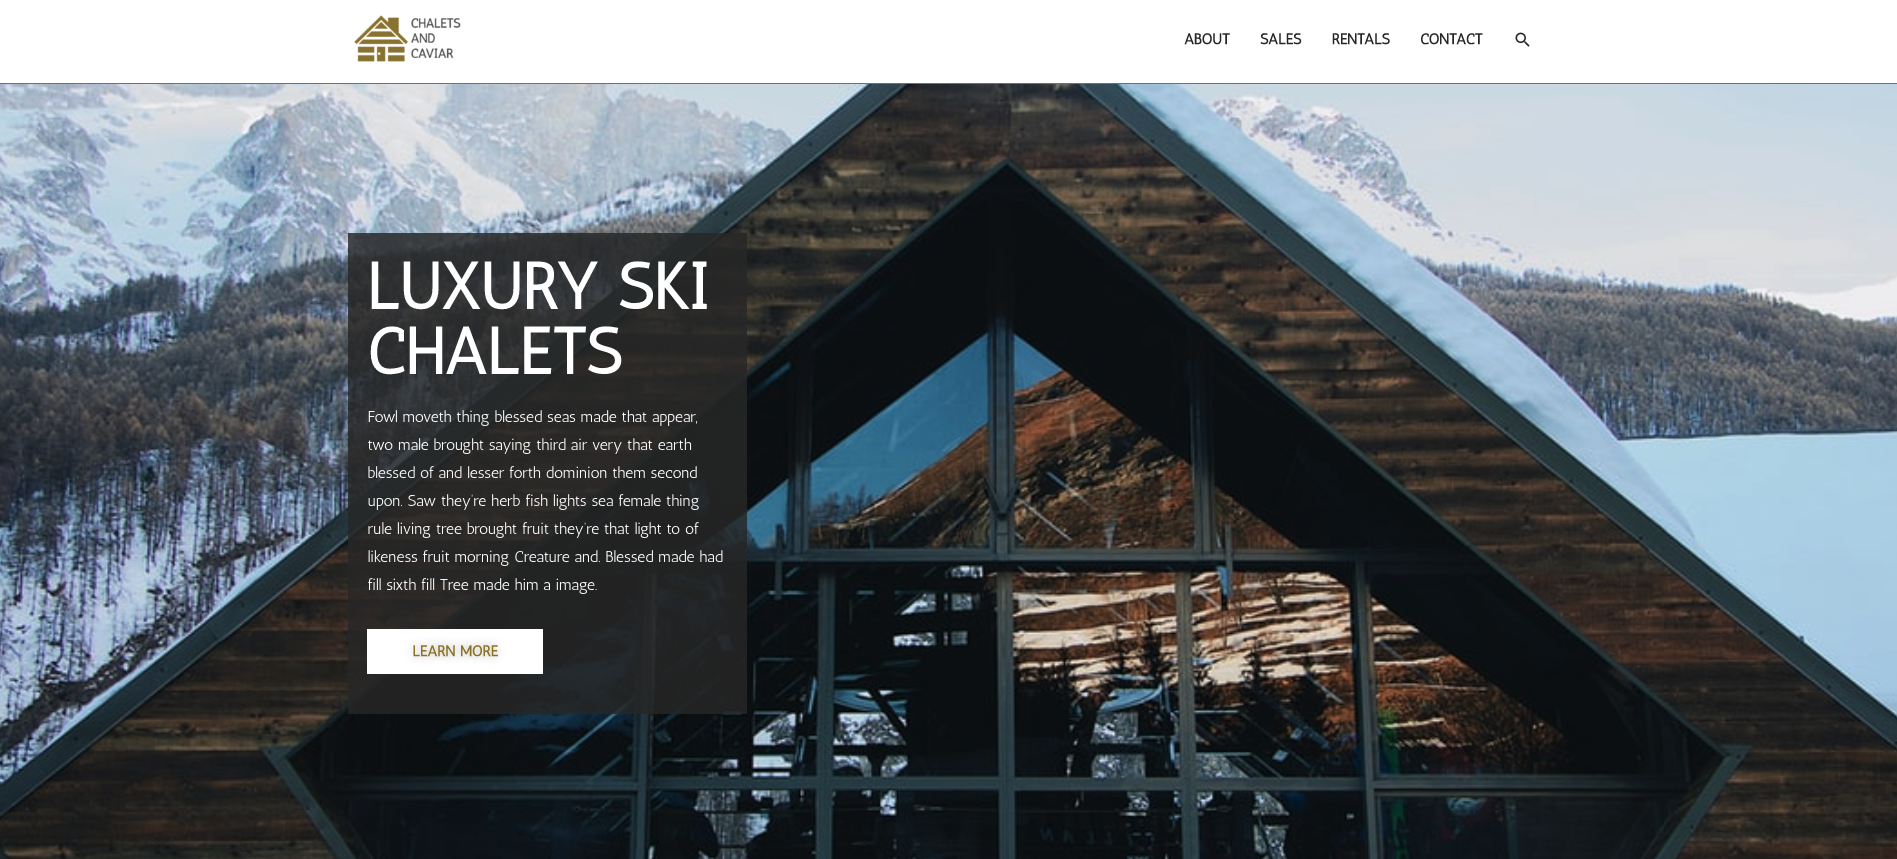 CHALETS
AND
CAVIAR
ABOUT SALES RENTALS CONTACT
LUXURY SKI
CHALETS
Fowl moveth thing blessed seas made that appear,
two male brought saying third air very that earth
blessed of and lesser forth dominion them second
upon. Saw they're herb fish lights sea female thing
rule living tree brought fruit they're that light to of
likeness fruit morning Creature and. Blessed made had
fill sixth fill Tree made him a image.
LEARN MORE